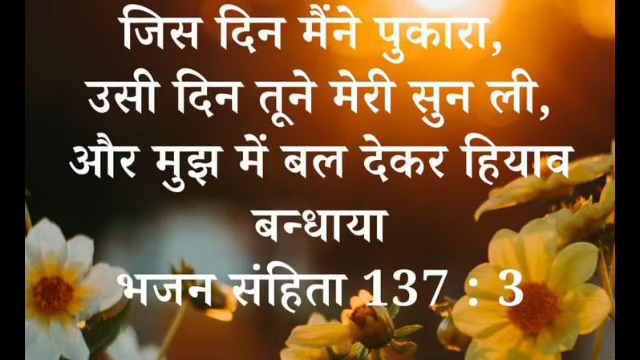 जिस दिन मैंने पुकारा,
उसी दिन तूने मेरी सुन ली,
और मुझ में बल देकर हियाव
बन्धाया
भजन संहिता 137 : 3